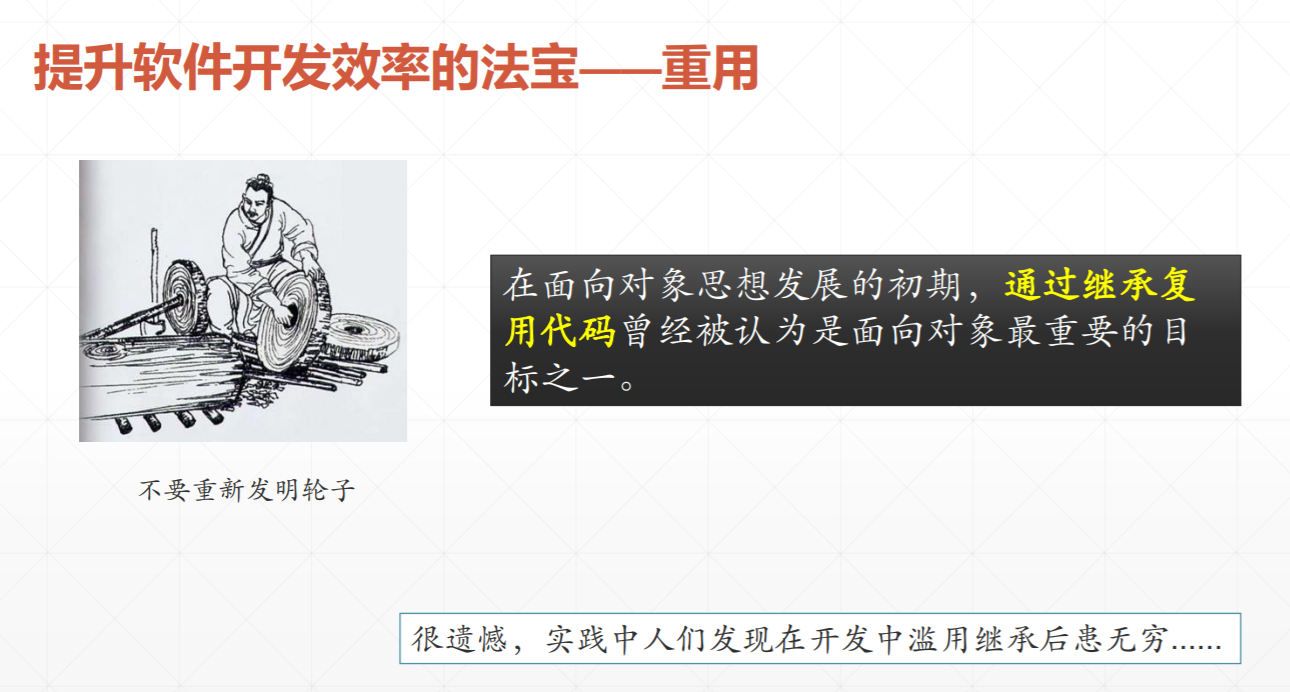 提升软件开发效率的法宝——重用
在面向对象思想发展的初期，通过继承复
用代码曾经被认为是面向对象最重要的目
标之一。
不要重新发明轮子
很遗憾，实践中人们发现在开发中滥用继承后患无穷......